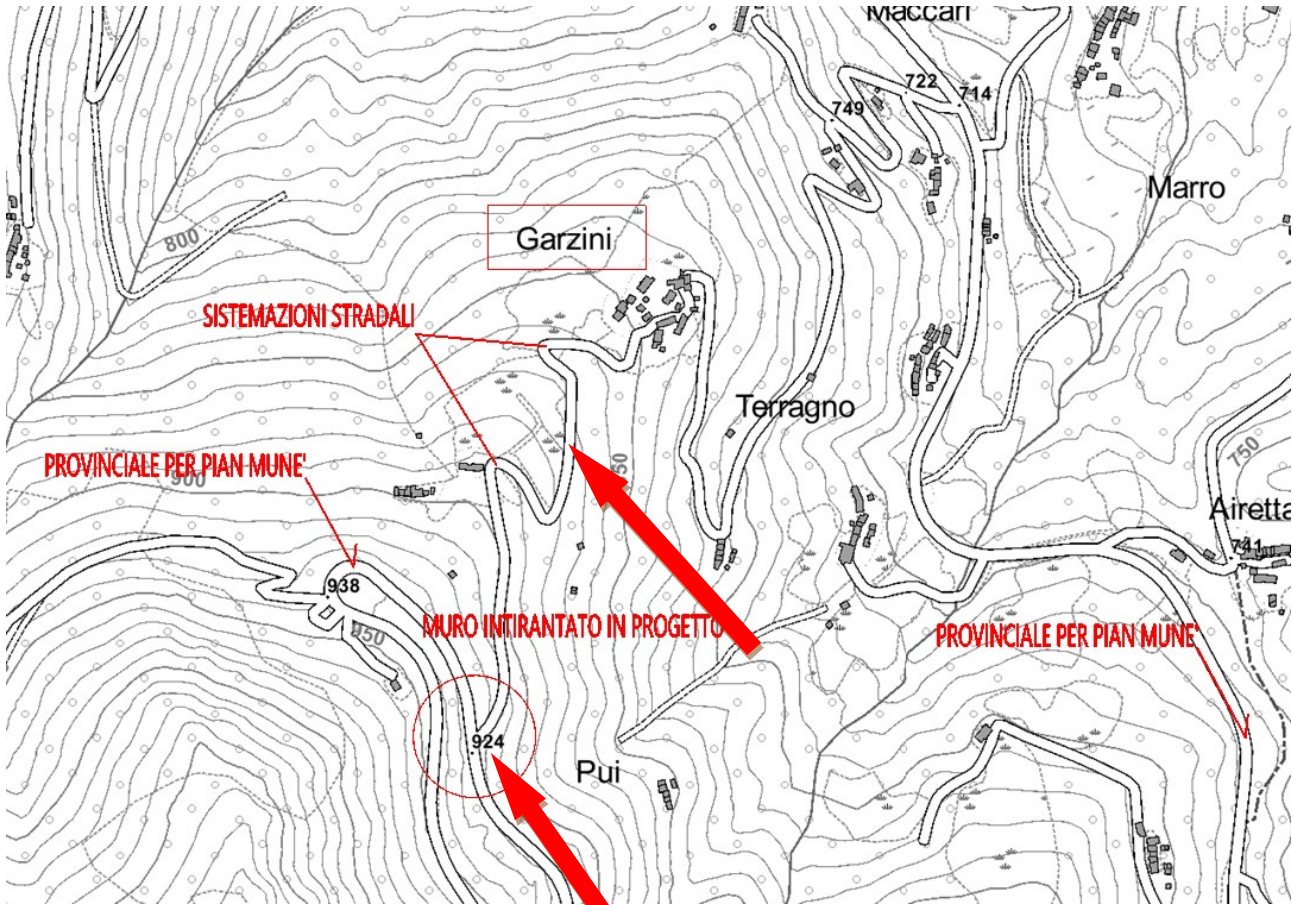 Maccari
722
714
749
Marro
Garzini
800
SISTEMAZIONI STRADALI
Terragno
PROVINCIALE PER PIAN MUNE'
900
750
Airetta
741
938
950
MURO INTIRANTATO IN PROGETTO
PROVINCIALE PER PIAN MUNE'
924
Pui